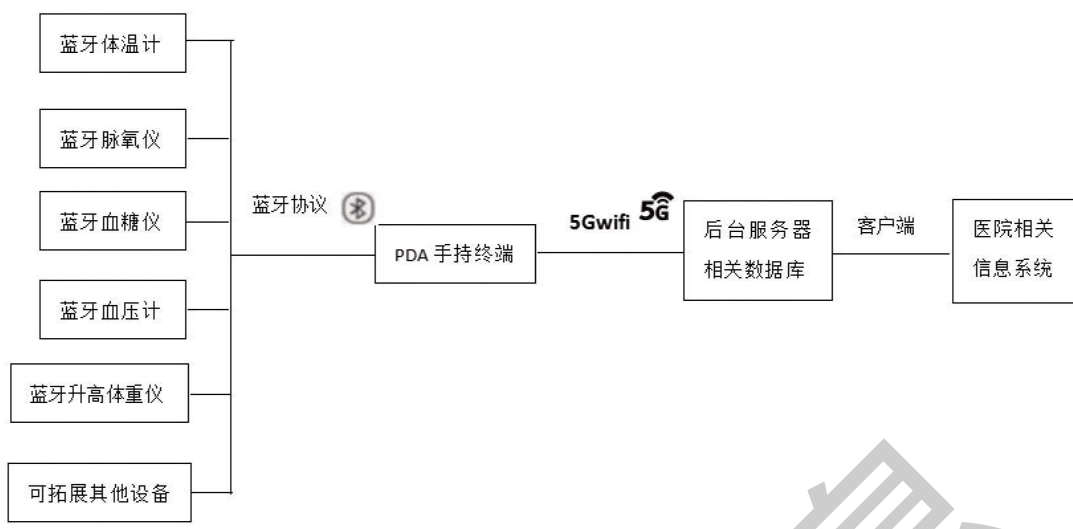 蓝牙体温计
蓝牙脉氧仪
蓝牙血糖仪
蓝牙血压计
蓝牙升高体重仪
可拓展其他设备
蓝牙协议
PDA 手持终端
5Gwifi 5G
后台服务器
相关数据库
客户端
医院相关
信息系统